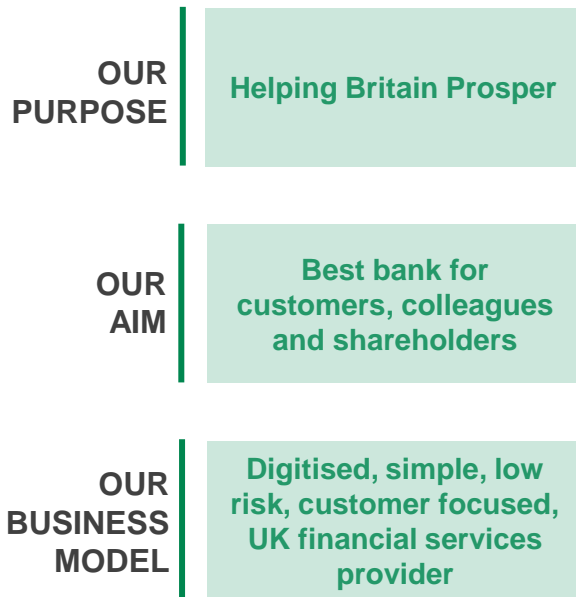 OUR
PURPOSE
Helping Britain Prosper
OUR
AIM
Best bank for
customers, colleagues
and shareholders
OUR
BUSINESS
MODEL
Digitised, simple, low
risk, customer focused,
UK financial services
provider